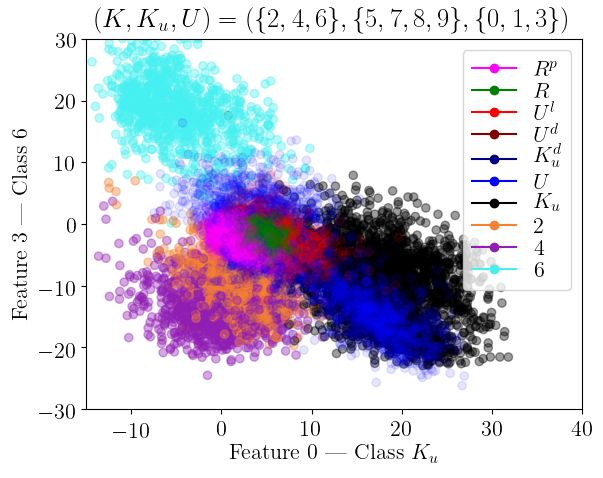 (K, K_u, U) = ({2, 4, 6}, {5, 7, 8, 9}, {0, 1, 3})
30
20
10
0
−10
−20
−30
Feature 3 — Class 6
R^p
R
U^l
U^d
K_u^d
U
K_u
2
4
6
−10 0 10 20 30 40
Feature 0 — Class K_u